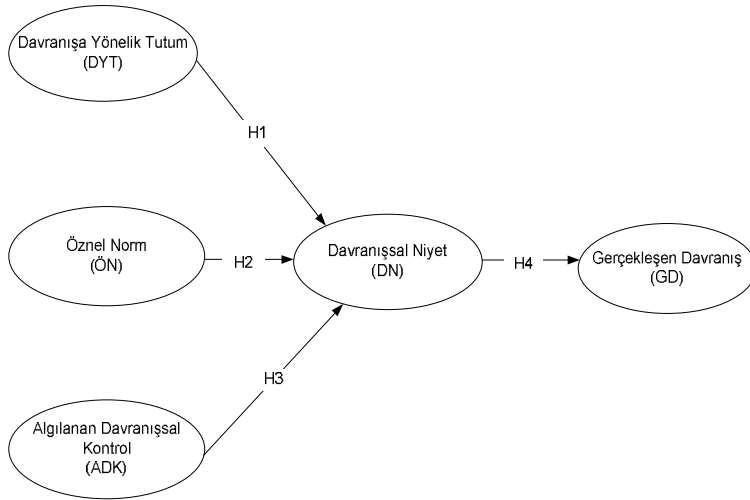 Davranışa Yönelik Tutum
(DYT)
H1
Öznel Norm
(ÖN)
H2
Davranışsal Niyet
(DN)
H4
Gerçekleşen Davranış
(GD)
H3
Algılanan Davranışsal
Kontrol
(ADK)